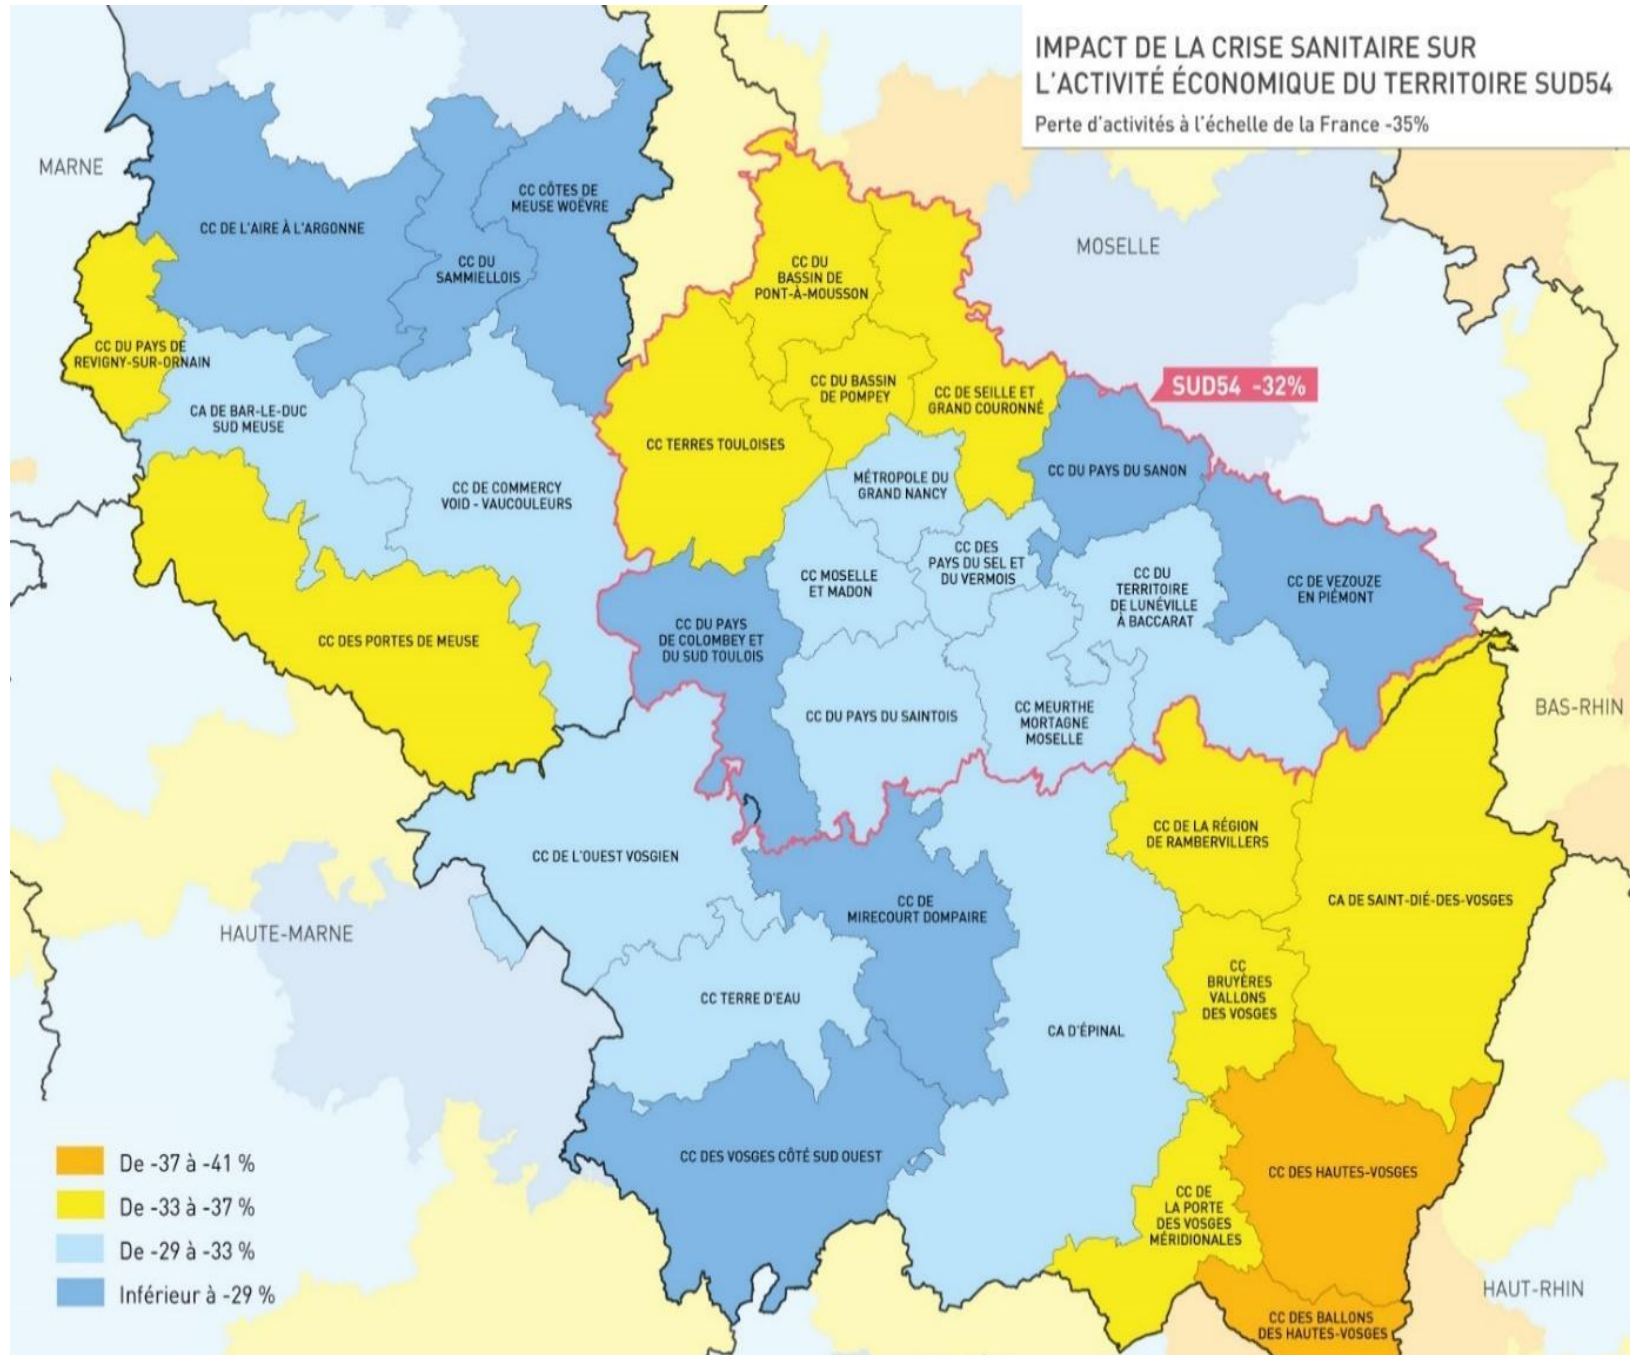 IMPACT DE LA CRISE SANITAIRE SUR
L'ACTIVITÉ ÉCONOMIQUE DU TERRITOIRE SUD54
Perte d'activités à l'échelle de la France -35%
MARNE
CC DE L'AIRE À L'ARGONNE
CC CÔTES DE
MEUSE WOËVRE
CC DU
SAMMIELLOIS
MOSELLE
CC DU
BASSIN DE
PONT-À-MOUSSON
CC DU PAYS DE
REVIGNY-SUR-ORNAIN
CA DE BAR-LE-DUC
SUD MEUSE
CC DU BASSIN
DE POMPEY
CC DE SEILLE ET
GRAND COURONNÉ
SUD54 -32%
CC TERRES TOULOISES
CC DU PAYS DU SANON
MÉTROPOLE DU
GRAND NANCY
CC DE COMMERCY
VOID - VAUCOULEURS
CC DES
PAYS DU SEL ET
DU VERMOIS
CC MOSELLE
ET MADON
CC DU
TERRITOIRE
DE LUNÉVILLE
À BACCARAT
CC DE VEZOUZE
EN PIÉMONT
CC DES PORTES DE MEUSE
CC DU PAYS
DE COLOMBEY ET
DU SUD TOULOIS
CC DU PAYS DU SAINTOIS
CC MEURTHE
MORTAGNE
MOSELLE
BAS-RHIN
CC DE L'OUEST VOSGIEN
CC DE LA RÉGION
DE RAMBERVILLERS
CC DE
MIRECOURT DOMPAIRE
CA DE SAINT-DIÉ-DES-VOSGES
HAUTE-MARNE
CC TERRE D'EAU
CC
BRUYÈRES
VALLONS
DES VOSGES
CA D'ÉPINAL
CC DES VOSGES CÔTÉ SUD OUEST
CC DES HAUTES-VOSGES
CC DE
LA PORTE
DES VOSGES
MÉRIDIONALES
HAUT-RHIN
CC DES BALLONS
DES HAUTES-VOSGES
De -37 à -41 %
De -33 à -37 %
De -29 à -33 %
Inférieur à -29 %